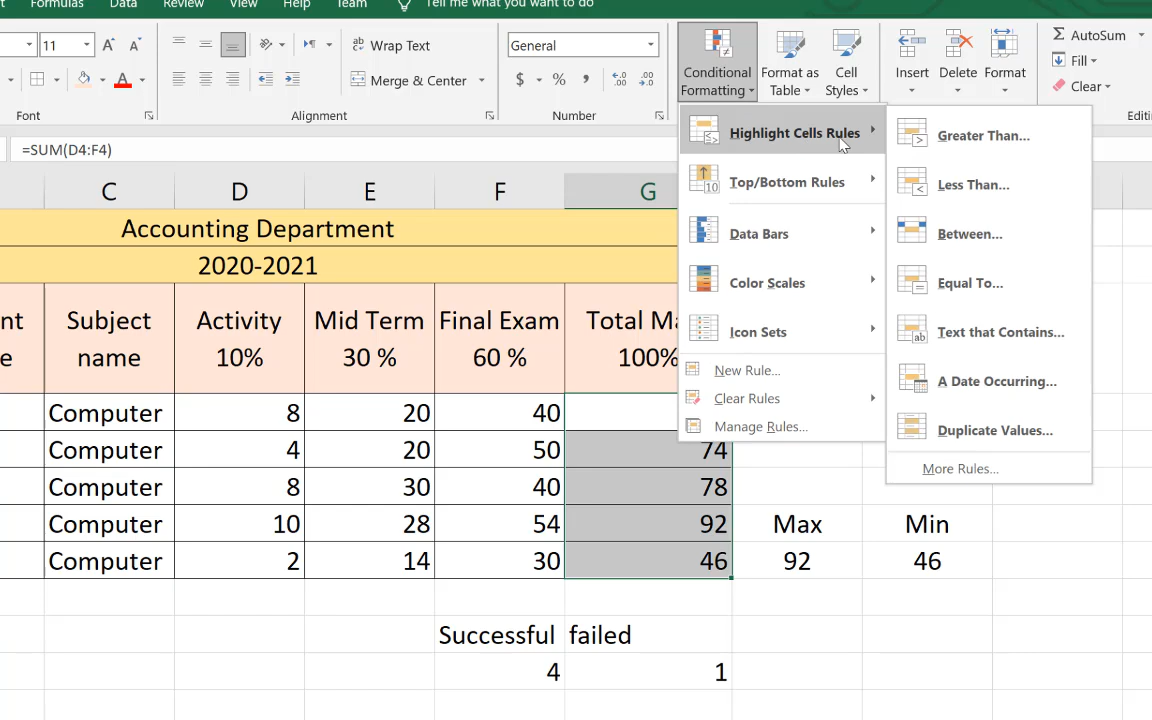 Formulas Data Review View Help Team Tell me what you want to do
11 A A ab Wrap Text General AutoSum
A Merge & Center $ % , Conditional Formatting Format as Table Cell Styles Insert Delete Format Fill
Clear
Font Alignment Number
=SUM(D4:F4)
Highlight Cells Rules
Top/Bottom Rules
Data Bars
Color Scales
Icon Sets
New Rule...
Clear Rules
Manage Rules...
Greater Than...
Less Than...
Between...
Equal To...
Text that Contains...
A Date Occurring...
Duplicate Values...
More Rules...
C D E F G
Accounting Department
2020-2021
Subject name Activity 10% Mid Term 30 % Final Exam 60 % Total Ma 100%
Computer 8 20 40
Computer 4 20 50 74
Computer 8 30 40 78
Computer 10 28 54 92 Max Min
Computer 2 14 30 46 92 46
Successful failed
4 1